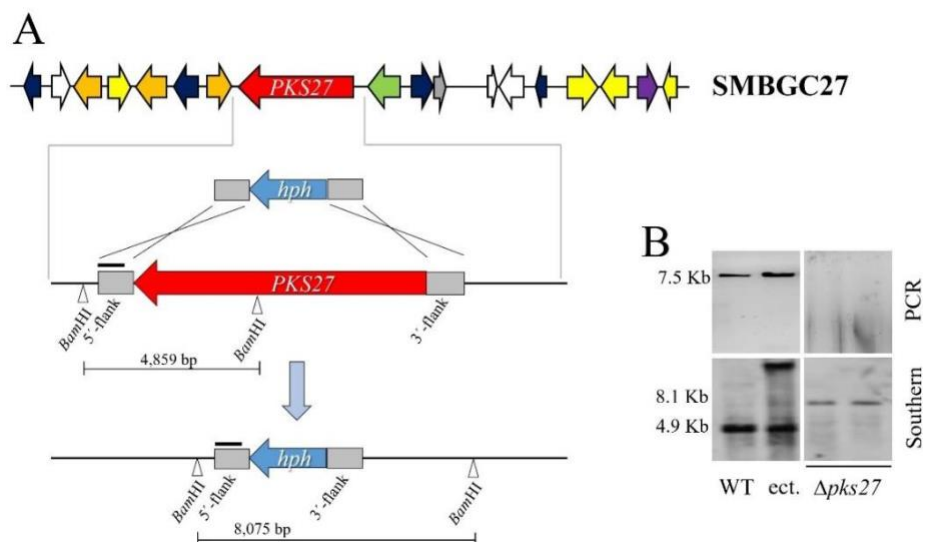 A
PKS27
SMBGC27
hph
PKS27
BamHI
5´-flank
BamHI
3´-flank
4,859 bp
hph
BamHI
5´-flank
3´-flank
BamHI
8,075 bp
B
7.5 Kb
PCR
8.1 Kb
4.9 Kb
Southern
WT ect. Δpks27